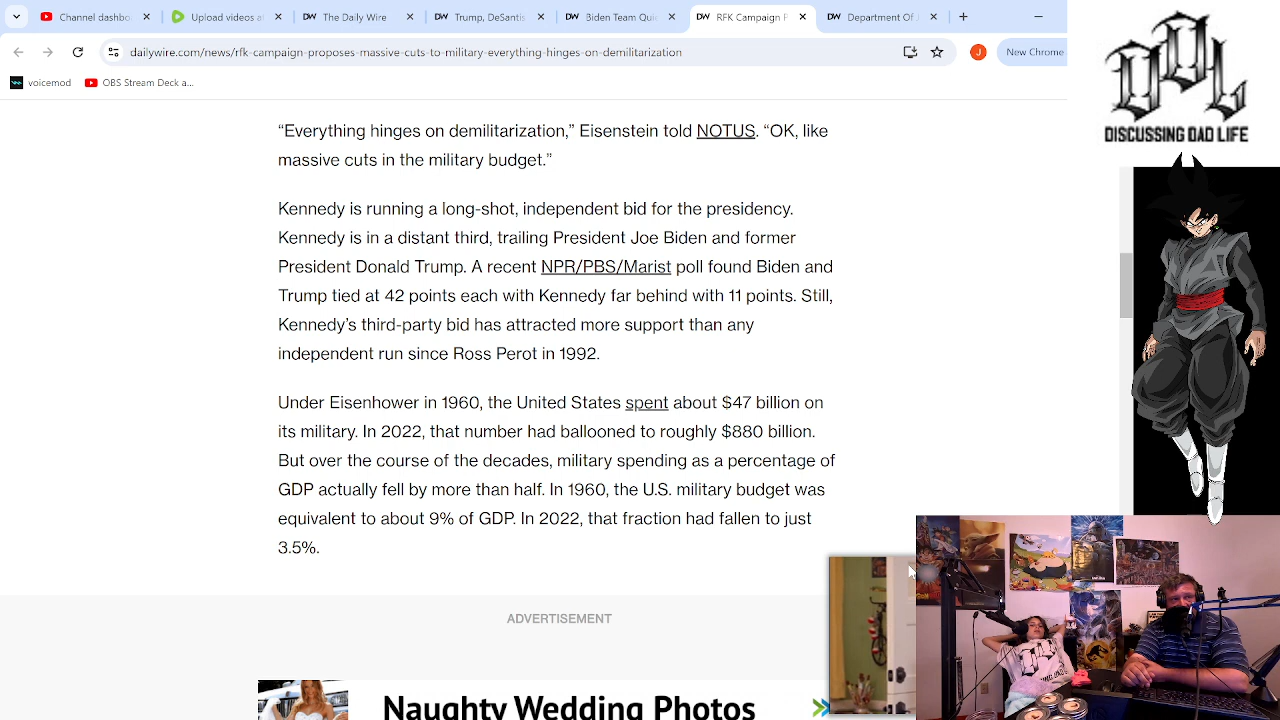 Upload videos a
The Daily Wire
Trump, DeSantis
Biden Team Que
RFK Campaign P
Department Of J
dailywire.com/news/rfk-campaign-proposes-massive-cuts-to-military-everything-hinges-on-demilitarization
J
New Chrome
voicemod
OBS Stream Deck a...
DISCUSSING DAD LIFE
“Everything hinges on demilitarization,” Eisenstein told NOTUS. “OK, like
massive cuts in the military budget.”
Kennedy is running a long-shot, independent bid for the presidency.
Kennedy is in a distant third, trailing President Joe Biden and former
President Donald Trump. A recent NPR/PBS/Marist poll found Biden and
Trump tied at 42 points each with Kennedy far behind with 11 points. Still,
Kennedy’s third-party bid has attracted more support than any
independent run since Ross Perot in 1992.
Under Eisenhower in 1960, the United States spent about $47 billion on
its military. In 2022, that number had ballooned to roughly $880 billion.
But over the course of the decades, military spending as a percentage of
GDP actually fell by more than half. In 1960, the U.S. military budget was
equivalent to about 9% of GDP. In 2022, that fraction had fallen to just
3.5%.
ADVERTISEMENT
Naughty Wedding Photos